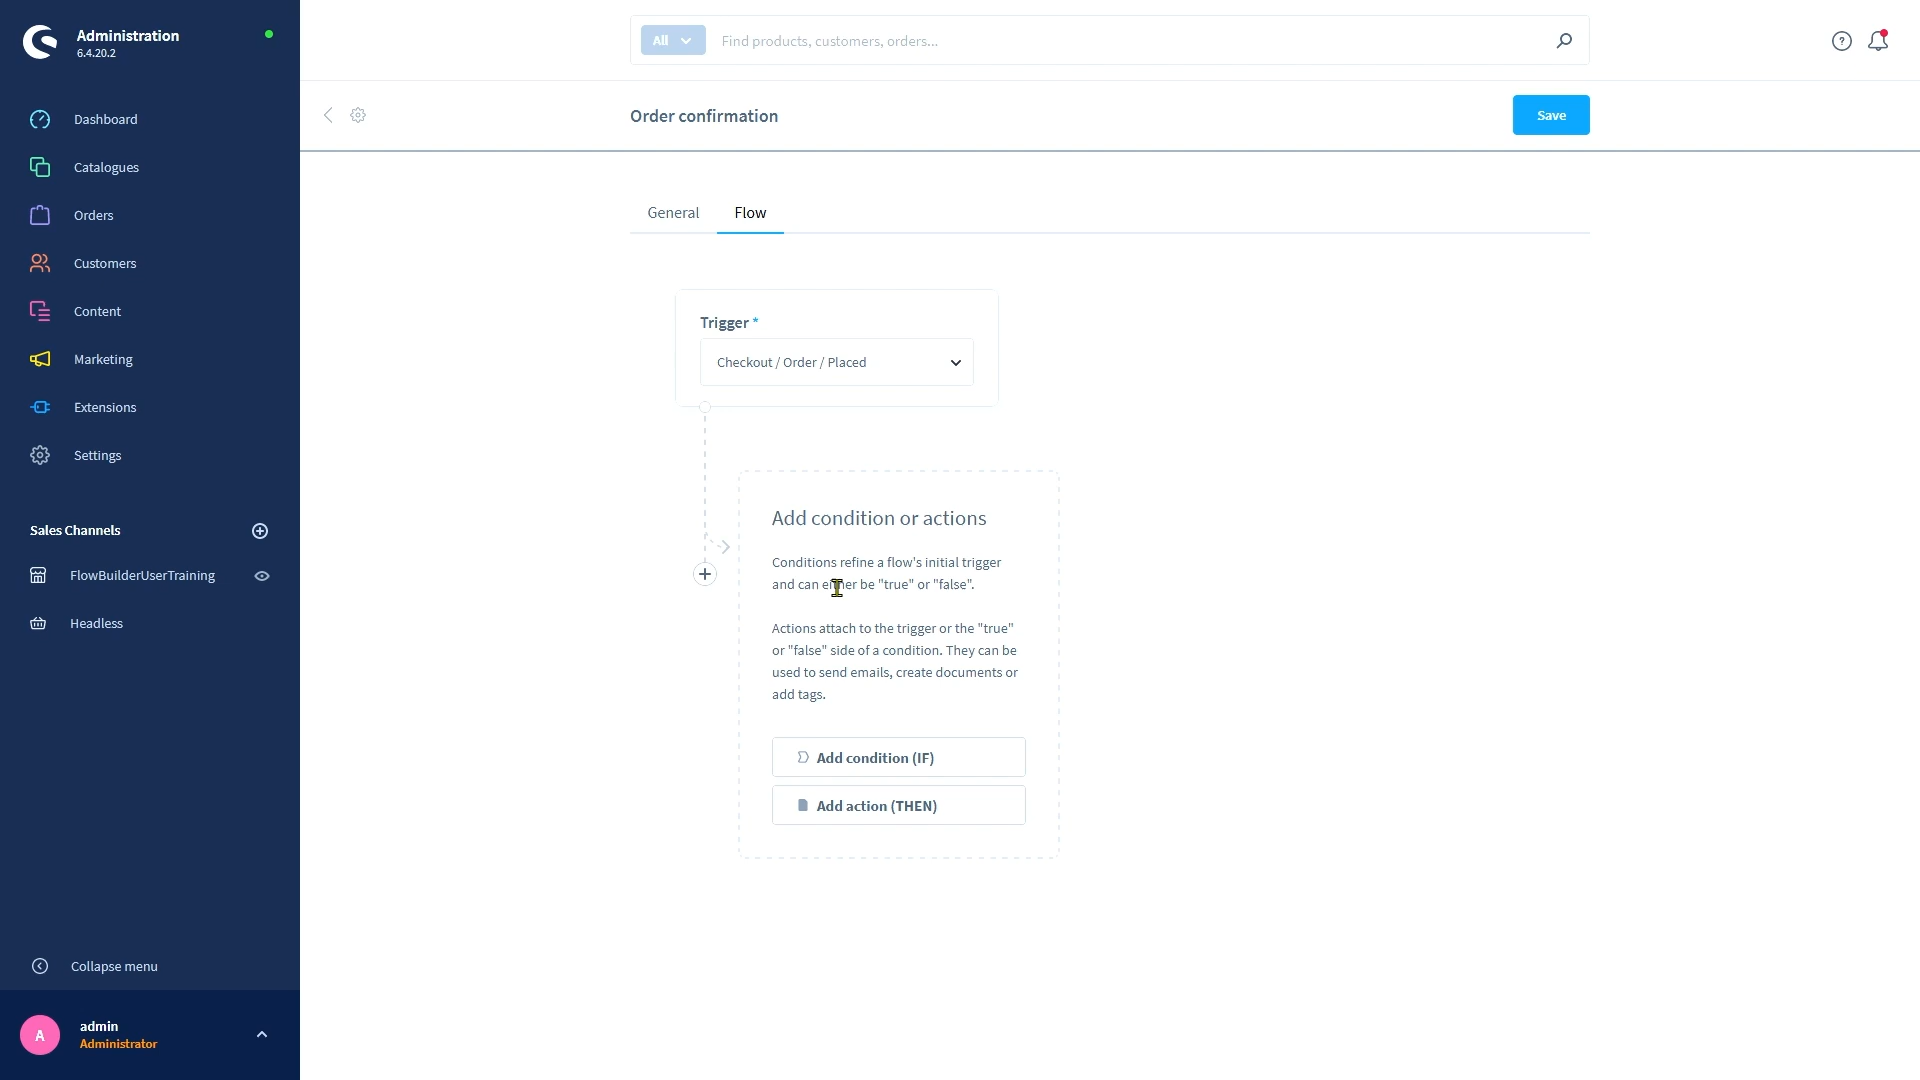 Administration
6.4.20.2
All
Find products, customers, orders...
?
Order confirmation
Save
Dashboard
Catalogues
Orders
Customers
Content
Marketing
Extensions
Settings
Sales Channels
FlowBuilderUserTraining
Headless
Collapse menu
A
admin
Administrator
General
Flow
Trigger *
Checkout / Order / Placed
Add condition or actions
Conditions refine a flow's initial trigger
and can either be "true" or "false".
Actions attach to the trigger or the "true"
or "false" side of a condition. They can be
used to send emails, create documents or
add tags.
Add condition (IF)
Add action (THEN)